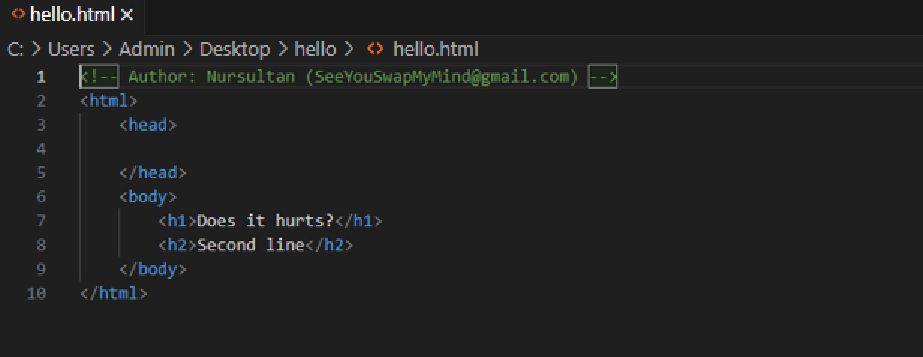 hello.html ×
C: > Users > Admin > Desktop > hello > <> hello.html
1 <!-- Author: Nursultan (SeeYouSwapMyMind@gmail.com) -->
2 <html>
3     <head>
4
5     </head>
6     <body>
7         <h1>Does it hurts?</h1>
8         <h2>Second line</h2>
9     </body>
10 </html>